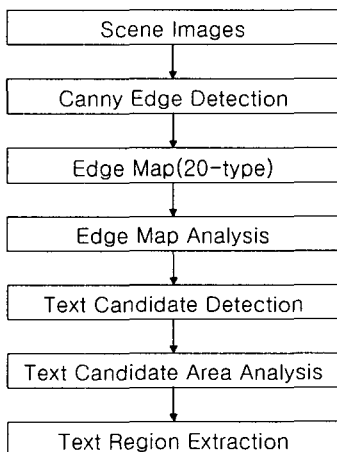 Scene Images
Canny Edge Detection
Edge Map(20-type)
Edge Map Analysis
Text Candidate Detection
Text Candidate Area Analysis
Text Region Extraction